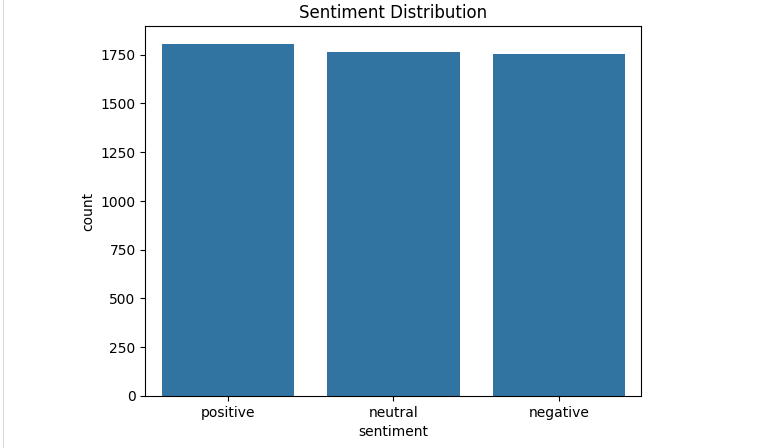 Sentiment Distribution
1750
1500
1250
1000
750
500
250
0
count
positive neutral negative
sentiment